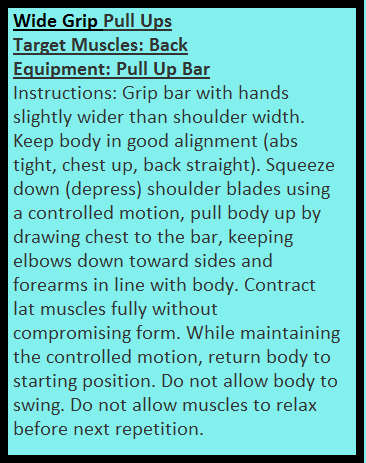 Wide Grip Pull Ups
Target Muscles: Back
Equipment: Pull Up Bar
Instructions: Grip bar with hands
slightly wider than shoulder width.
Keep body in good alignment (abs
tight, chest up, back straight). Squeeze
down (depress) shoulder blades using
a controlled motion, pull body up by
drawing chest to the bar, keeping
elbows down toward sides and
forearms in line with body. Contract
lat muscles fully without
compromising form. While maintaining
the controlled motion, return body to
starting position. Do not allow body to
swing. Do not allow muscles to relax
before next repetition.